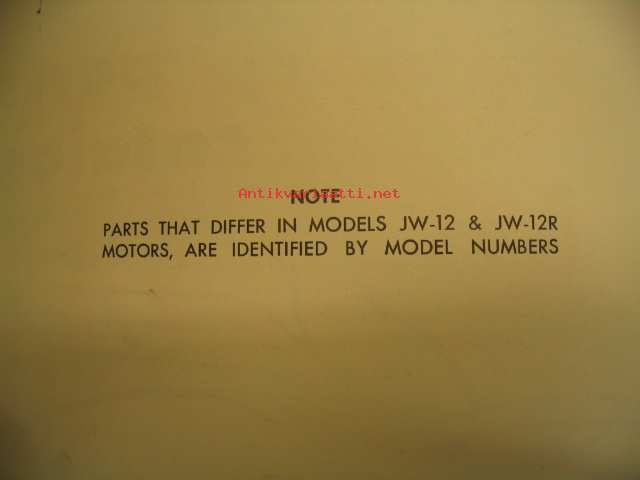 NOTE
Antikvariaatti.net
PARTS THAT DIFFER IN MODELS JW-12 & JW-12R
MOTORS, ARE IDENTIFIED BY MODEL NUMBERS